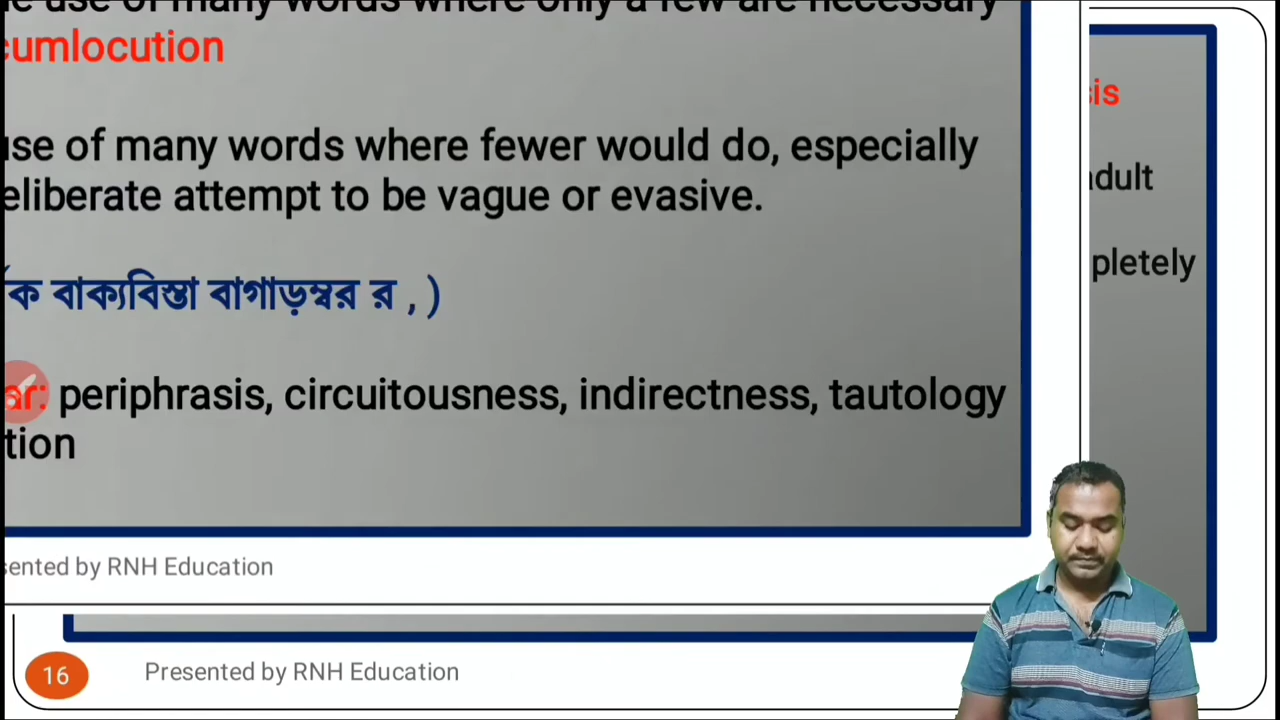 use of many words where only a few are necessary
cumlocution
use of many words where fewer would do, especially
eliberate attempt to be vague or evasive.
ক বাক্যবিস্তা বাগাড়ম্বর র , )
ar: periphrasis, circuitousness, indirectness, tautology
tion
sented by RNH Education
sis
adult
pletely
16
Presented by RNH Education